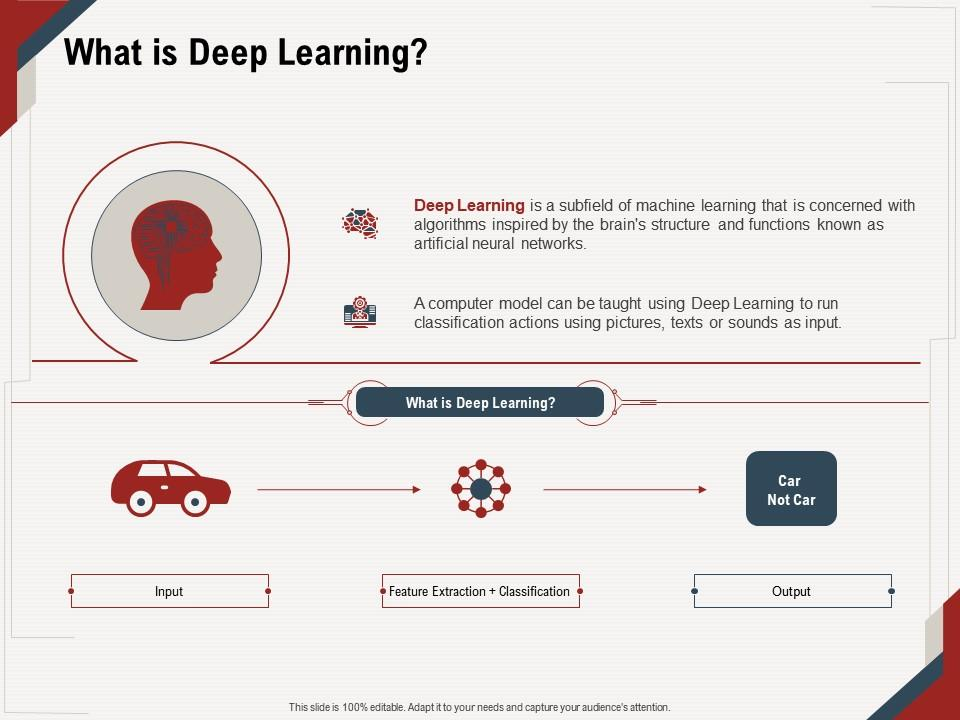 What is Deep Learning?
Deep Learning is a subfield of machine learning that is concerned with
algorithms inspired by the brain's structure and functions known as
artificial neural networks.
A computer model can be taught using Deep Learning to run
classification actions using pictures, texts or sounds as input.
What is Deep Learning?
Car
Not Car
Input
Feature Extraction + Classification
Output
This slide is 100% editable. Adapt it to your needs and capture your audience's attention.